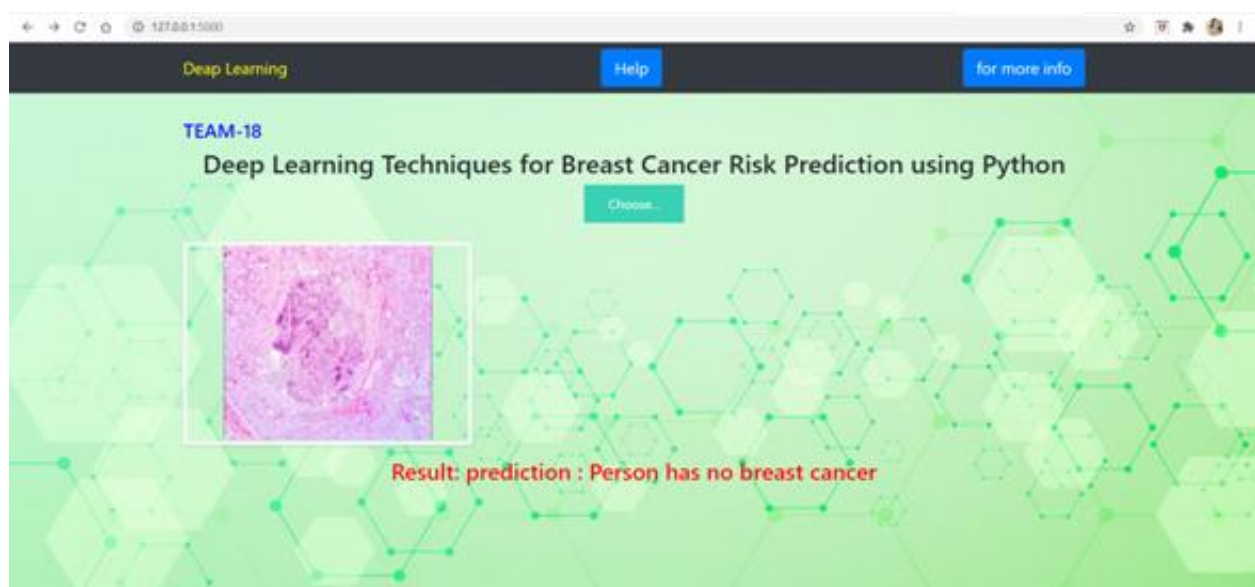 127.0.0.1:5000
Deap Learning
Help
for more info
TEAM-18
Deep Learning Techniques for Breast Cancer Risk Prediction using Python
Choose...
Result: prediction : Person has no breast cancer